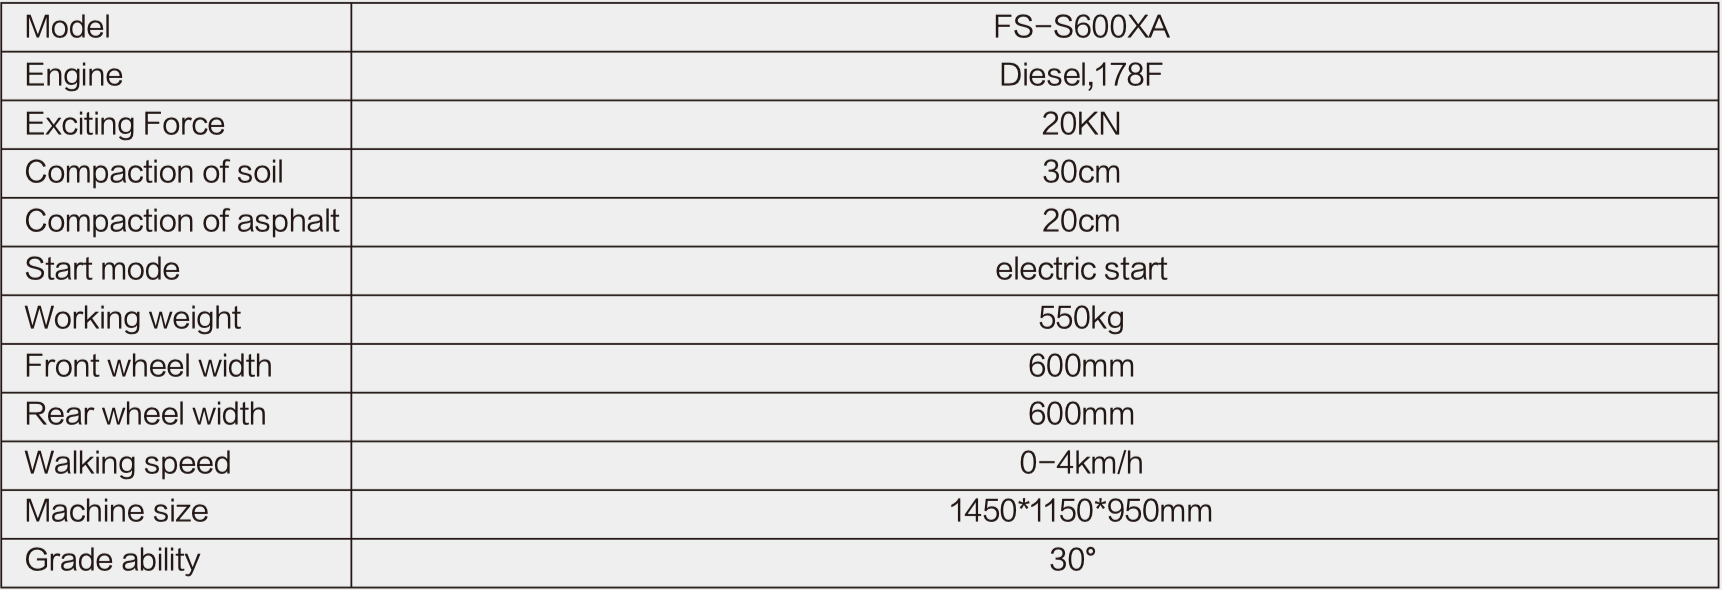 Model FS-S600XA
Engine Diesel,178F
Exciting Force 20KN
Compaction of soil 30cm
Compaction of asphalt 20cm
Start mode electric start
Working weight 550kg
Front wheel width 600mm
Rear wheel width 600mm
Walking speed 0-4km/h
Machine size 1450*1150*950mm
Grade ability 30°